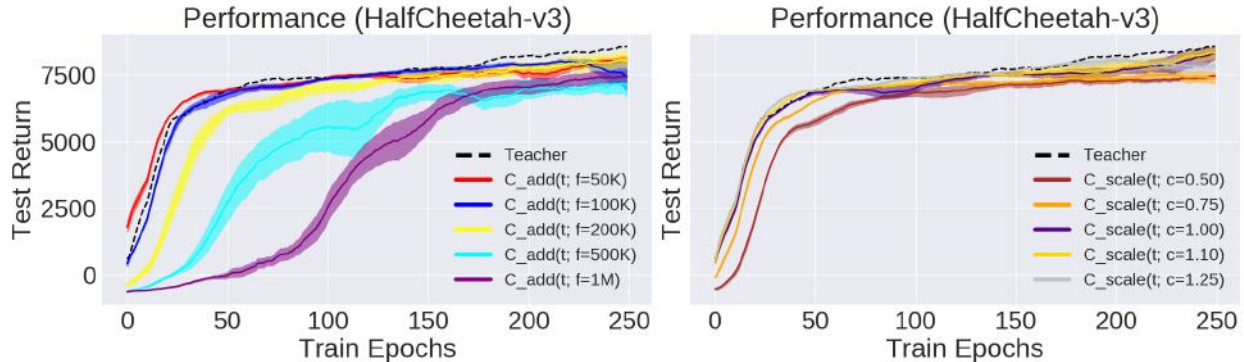 Performance (HalfCheetah-v3)
Test Return
7500
5000
2500
0
Teacher
C_add(t; f=50K)
C_add(t; f=100K)
C_add(t; f=200K)
C_add(t; f=500K)
C_add(t; f=1M)
0 50 100 150 200 250
Train Epochs
Performance (HalfCheetah-v3)
Test Return
Teacher
C_scale(t; c=0.50)
C_scale(t; c=0.75)
C_scale(t; c=1.00)
C_scale(t; c=1.10)
C_scale(t; c=1.25)
0 50 100 150 200 250
Train Epochs